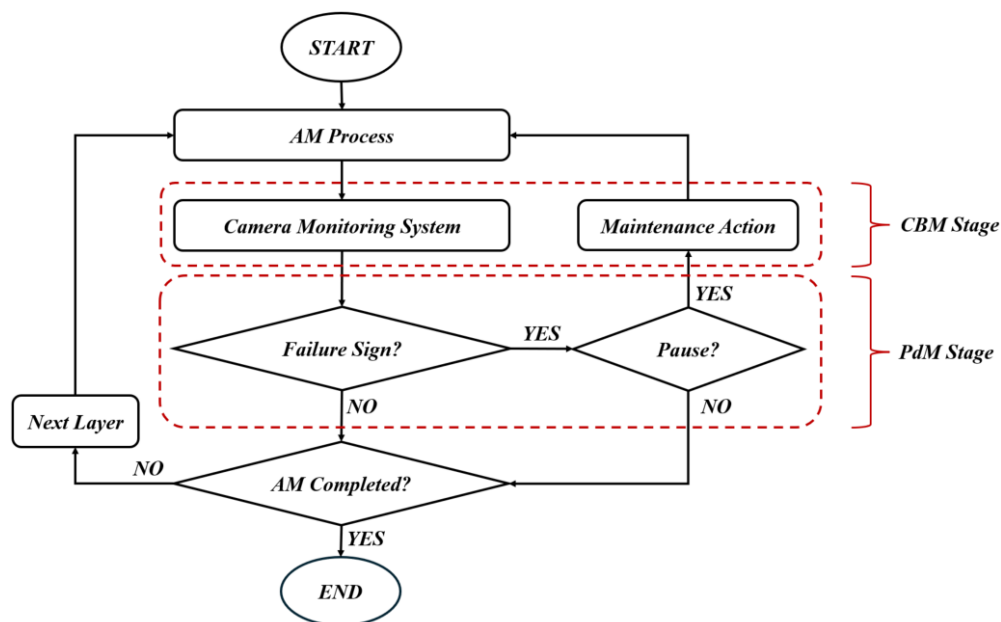 START
AM Process
Camera Monitoring System
Maintenance Action
CBM Stage
YES
Failure Sign?
YES
Pause?
PdM Stage
NO
NO
Next Layer
NO
AM Completed?
YES
END